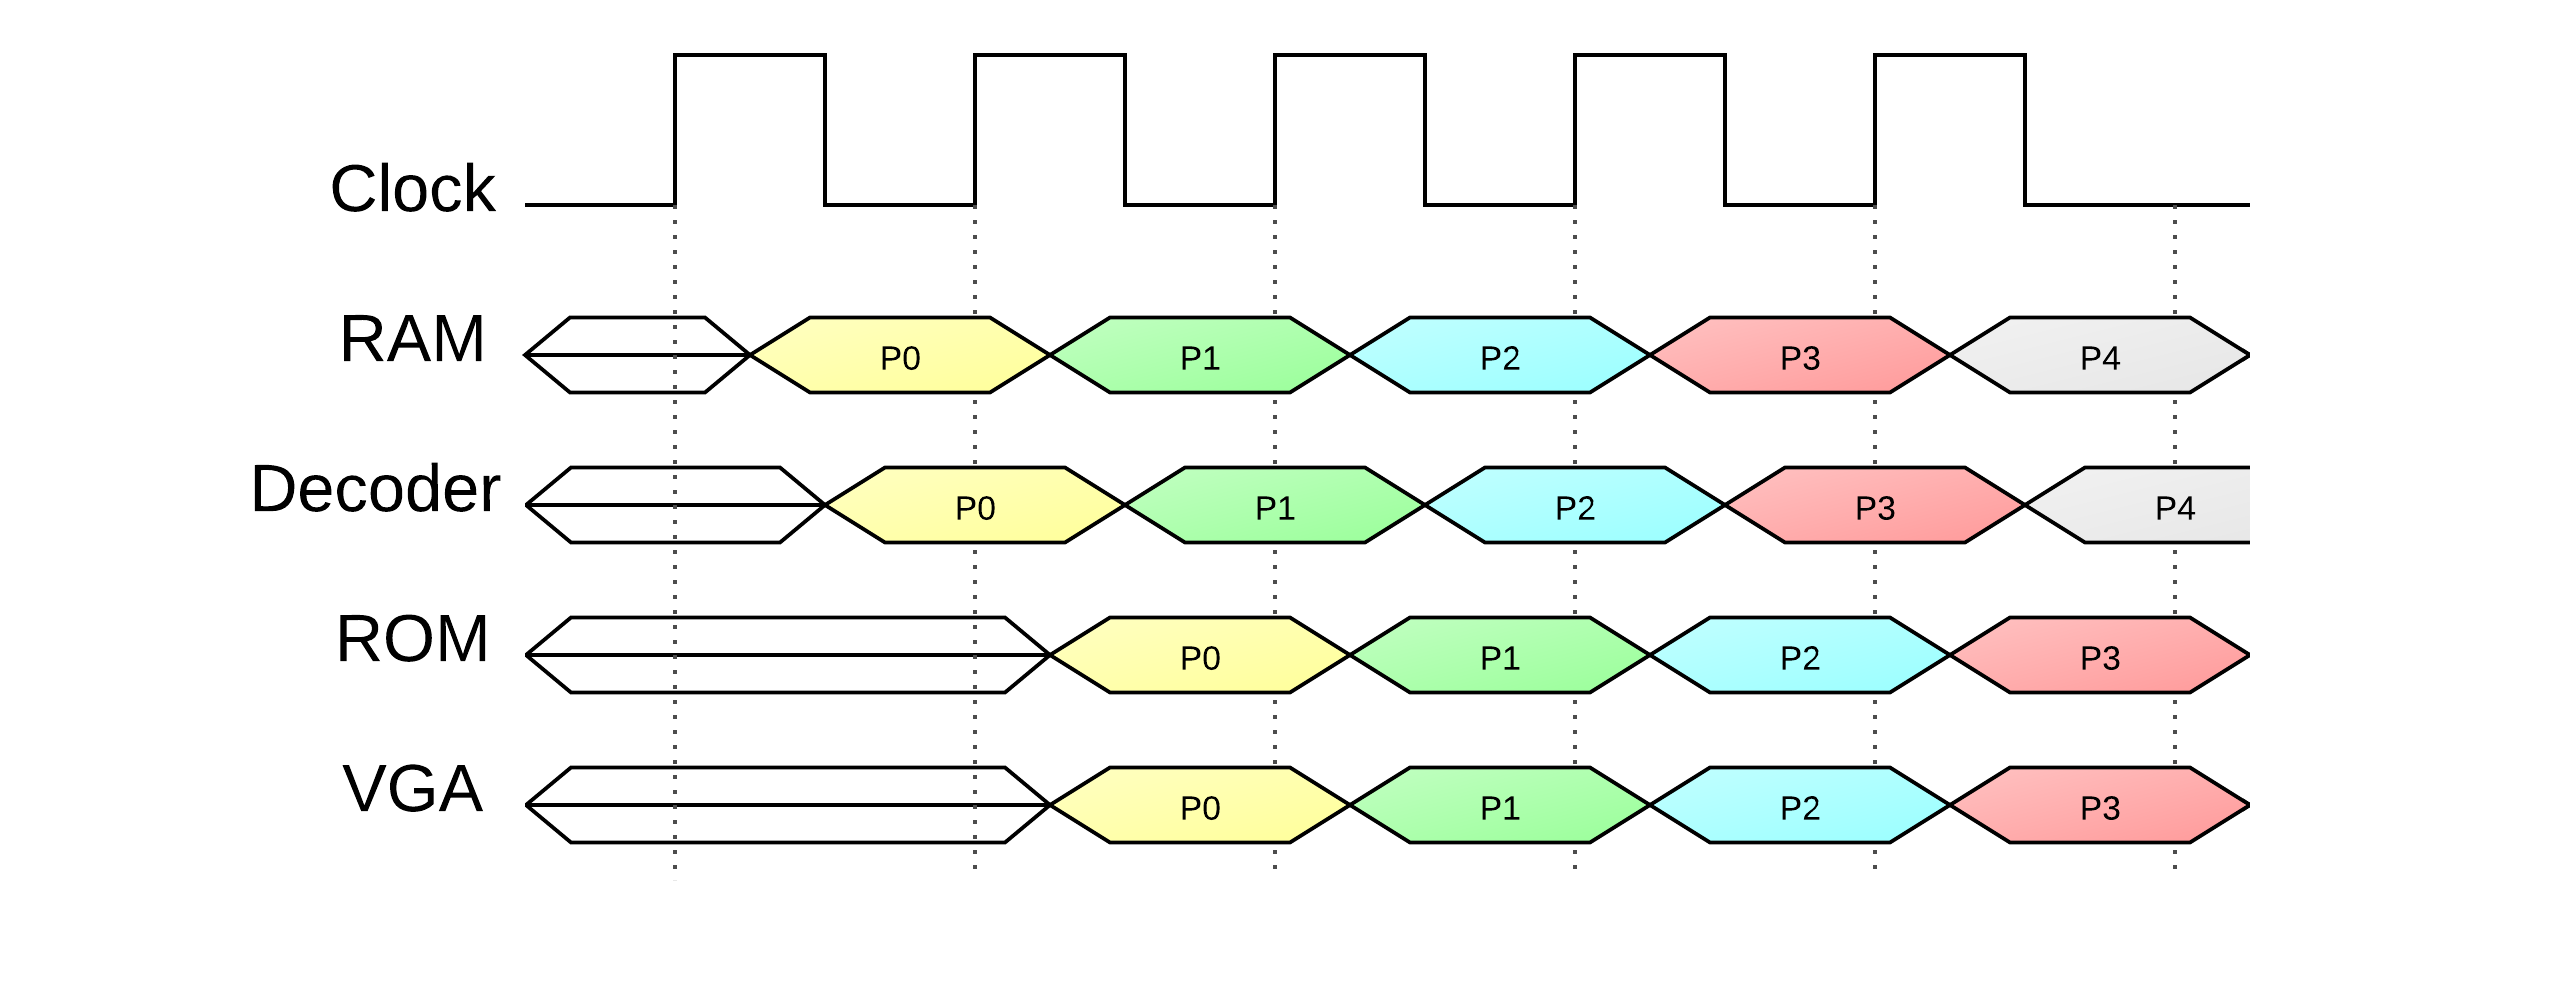 Clock
RAM P0 P1 P2 P3 P4
Decoder P0 P1 P2 P3 P4
ROM P0 P1 P2 P3
VGA P0 P1 P2 P3